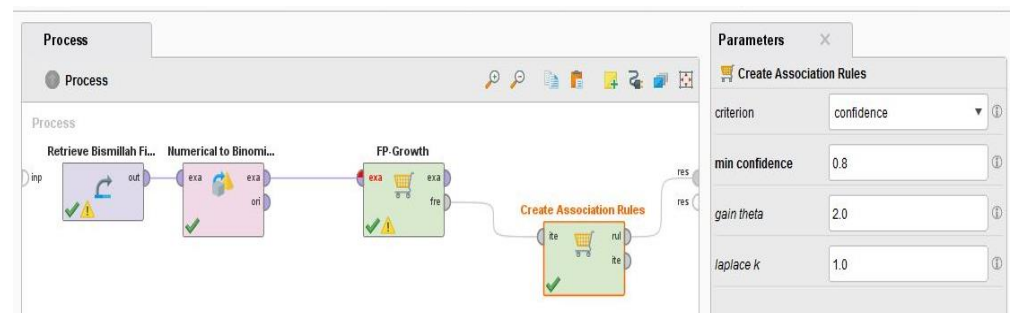 Process
Process
Process
Retrieve Bismillah Fi...
inp
out
Numerical to Binomi...
exa exa
ori
FP-Growth
exa exa
fre
Create Association Rules
ite rul
ite
res
res
Parameters
Create Association Rules
criterion confidence
min confidence 0.8
gain theta 2.0
laplace k 1.0